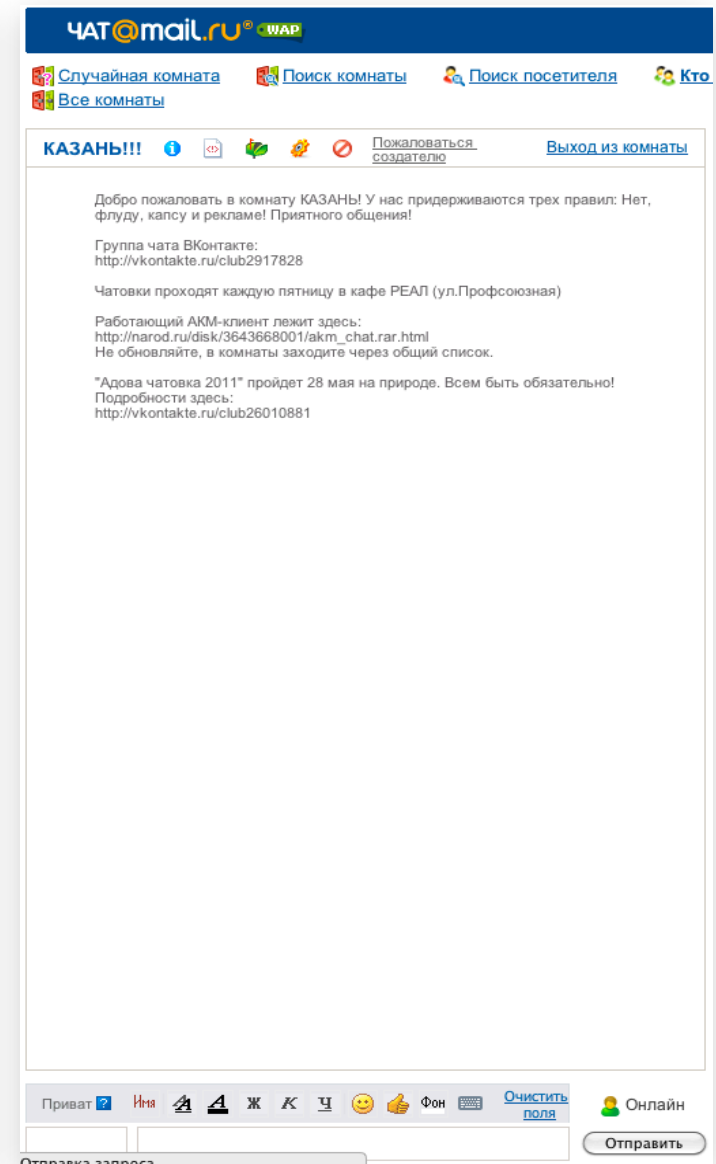 ЧАТ@mail.ru® WAP
Случайная комната Поиск комнаты Поиск посетителя Кто
Все комнаты
КАЗАНЬ!!! Пожаловаться Выход из комнаты
создателю
Добро пожаловать в комнату КАЗАНЬ! У нас придерживаются трех правил: Нет,
флуду, капсу и рекламе! Приятного общения!
Группа чата ВКонтакте:
http://vkontakte.ru/club2917828
Чатовки проходят каждую пятницу в кафе РЕАЛ (ул.Профсоюзная)
Работающий АКМ-клиент лежит здесь:
http://narod.ru/disk/3643668001/akm_chat.rar.html
Не обновляйте, в комнаты заходите через общий список.
"Адова чатовка 2011" пройдет 28 мая на природе. Всем быть обязательно!
Подробности здесь:
http://vkontakte.ru/club26010881
Приват ? Имя А А Ж К Ч Фон Очистить Онлайн
поля
Отправить
Отправка запроса